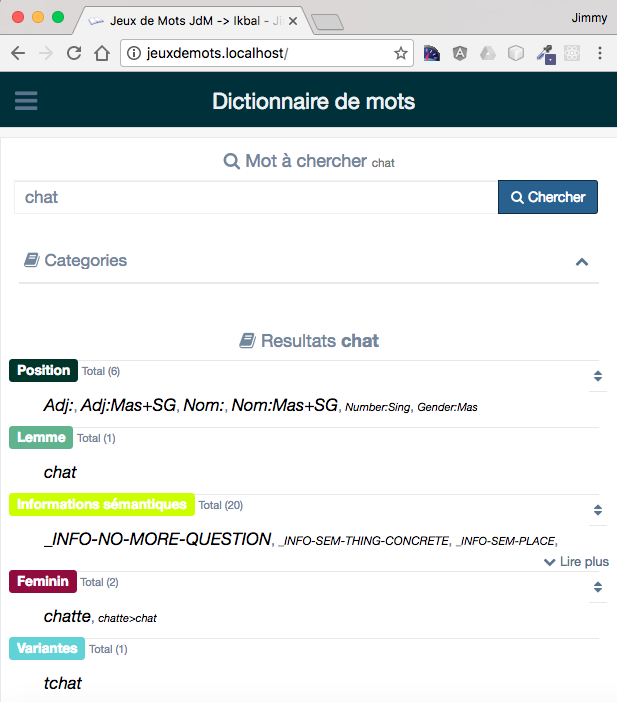 Jeux de Mots JdM -> Ikbal - Jin
Jimmy
jeuxdemots.localhost/
Dictionnaire de mots
Mot à chercher chat
chat
Chercher
Categories
Resultats chat
Position Total (6)
Adj:, Adj:Mas+SG, Nom:, Nom:Mas+SG, Number:Sing, Gender:Mas
Lemme Total (1)
chat
Informations sémantiques Total (20)
_INFO-NO-MORE-QUESTION, _INFO-SEM-THING-CONCRETE, _INFO-SEM-PLACE,
Lire plus
Feminin Total (2)
chatte, chatte>chat
Variantes Total (1)
tchat